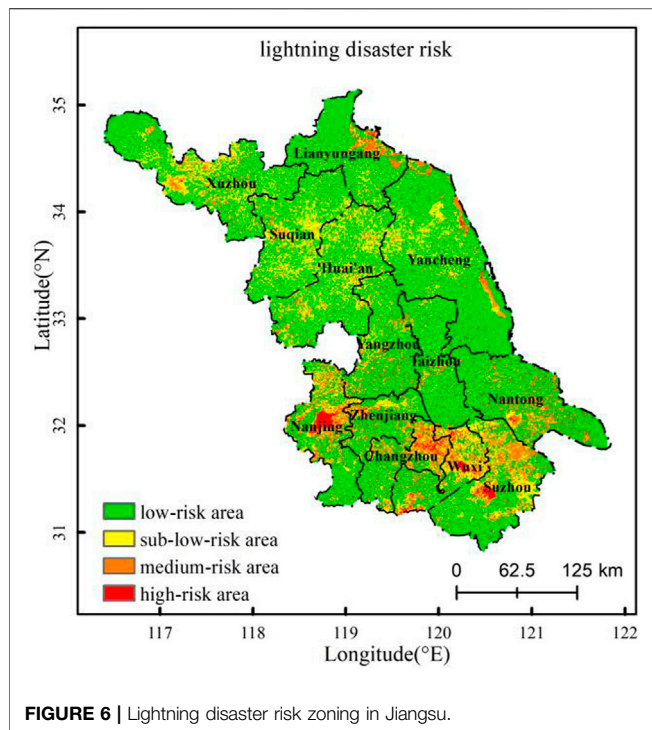 lightning disaster risk
35
34
33
32
31
Latitude(°N)
Lianyungang
Xuzhou
Suqian
'Huai'an
Yancheng
Yangzhou
Taizhou
Nantong
Zhenjiang
Nanjing
Changzhou
Wuxi
Suzhou
low-risk area
sub-low-risk area
medium-risk area
high-risk area
0 62.5 125 km
117 118 119 120 121 122
Longitude(°E)
FIGURE 6 | Lightning disaster risk zoning in Jiangsu.